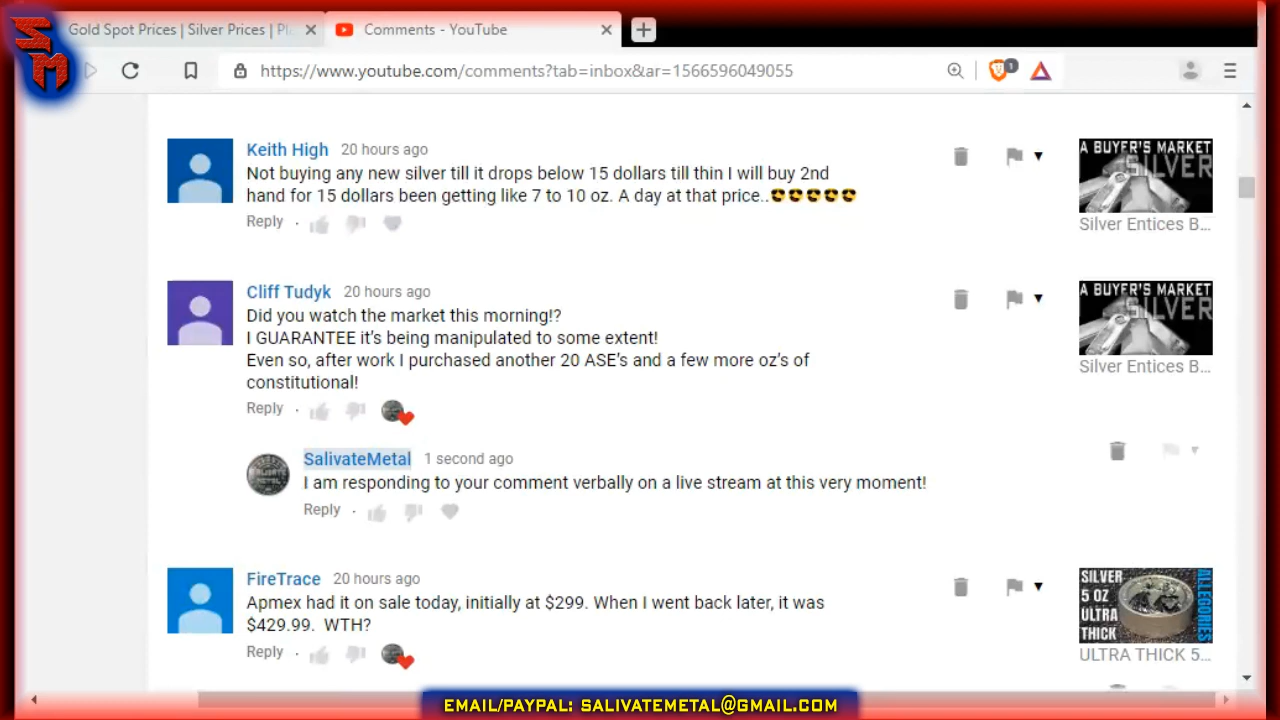 SM
Gold Spot Prices | Silver Prices |
Comments - YouTube
https://www.youtube.com/comments?tab=inbox&ar=1566596049055
1
Keith High 20 hours ago
Not buying any new silver till it drops below 15 dollars till thin I will buy 2nd
hand for 15 dollars been getting like 7 to 10 oz. A day at that price..😎😎😎😎😎
Reply
A BUYER'S MARKET
SILVER
Silver Entices B...
Cliff Tudyk 20 hours ago
Did you watch the market this morning!?
I GUARANTEE it's being manipulated to some extent!
Even so, after work I purchased another 20 ASE's and a few more oz's of
constitutional!
Reply
A BUYER'S MARKET
SILVER
Silver Entices B...
SalivateMetal 1 second ago
I am responding to your comment verbally on a live stream at this very moment!
Reply
FireTrace 20 hours ago
Apmex had it on sale today, initially at $299. When I went back later, it was
$429.99. WTH?
Reply
SILVER
5 OZ
ULTRA
THICK
ALLEGORIES
ULTRA THICK 5...
EMAIL/PAYPAL: SALIVATEMETAL@GMAIL.COM